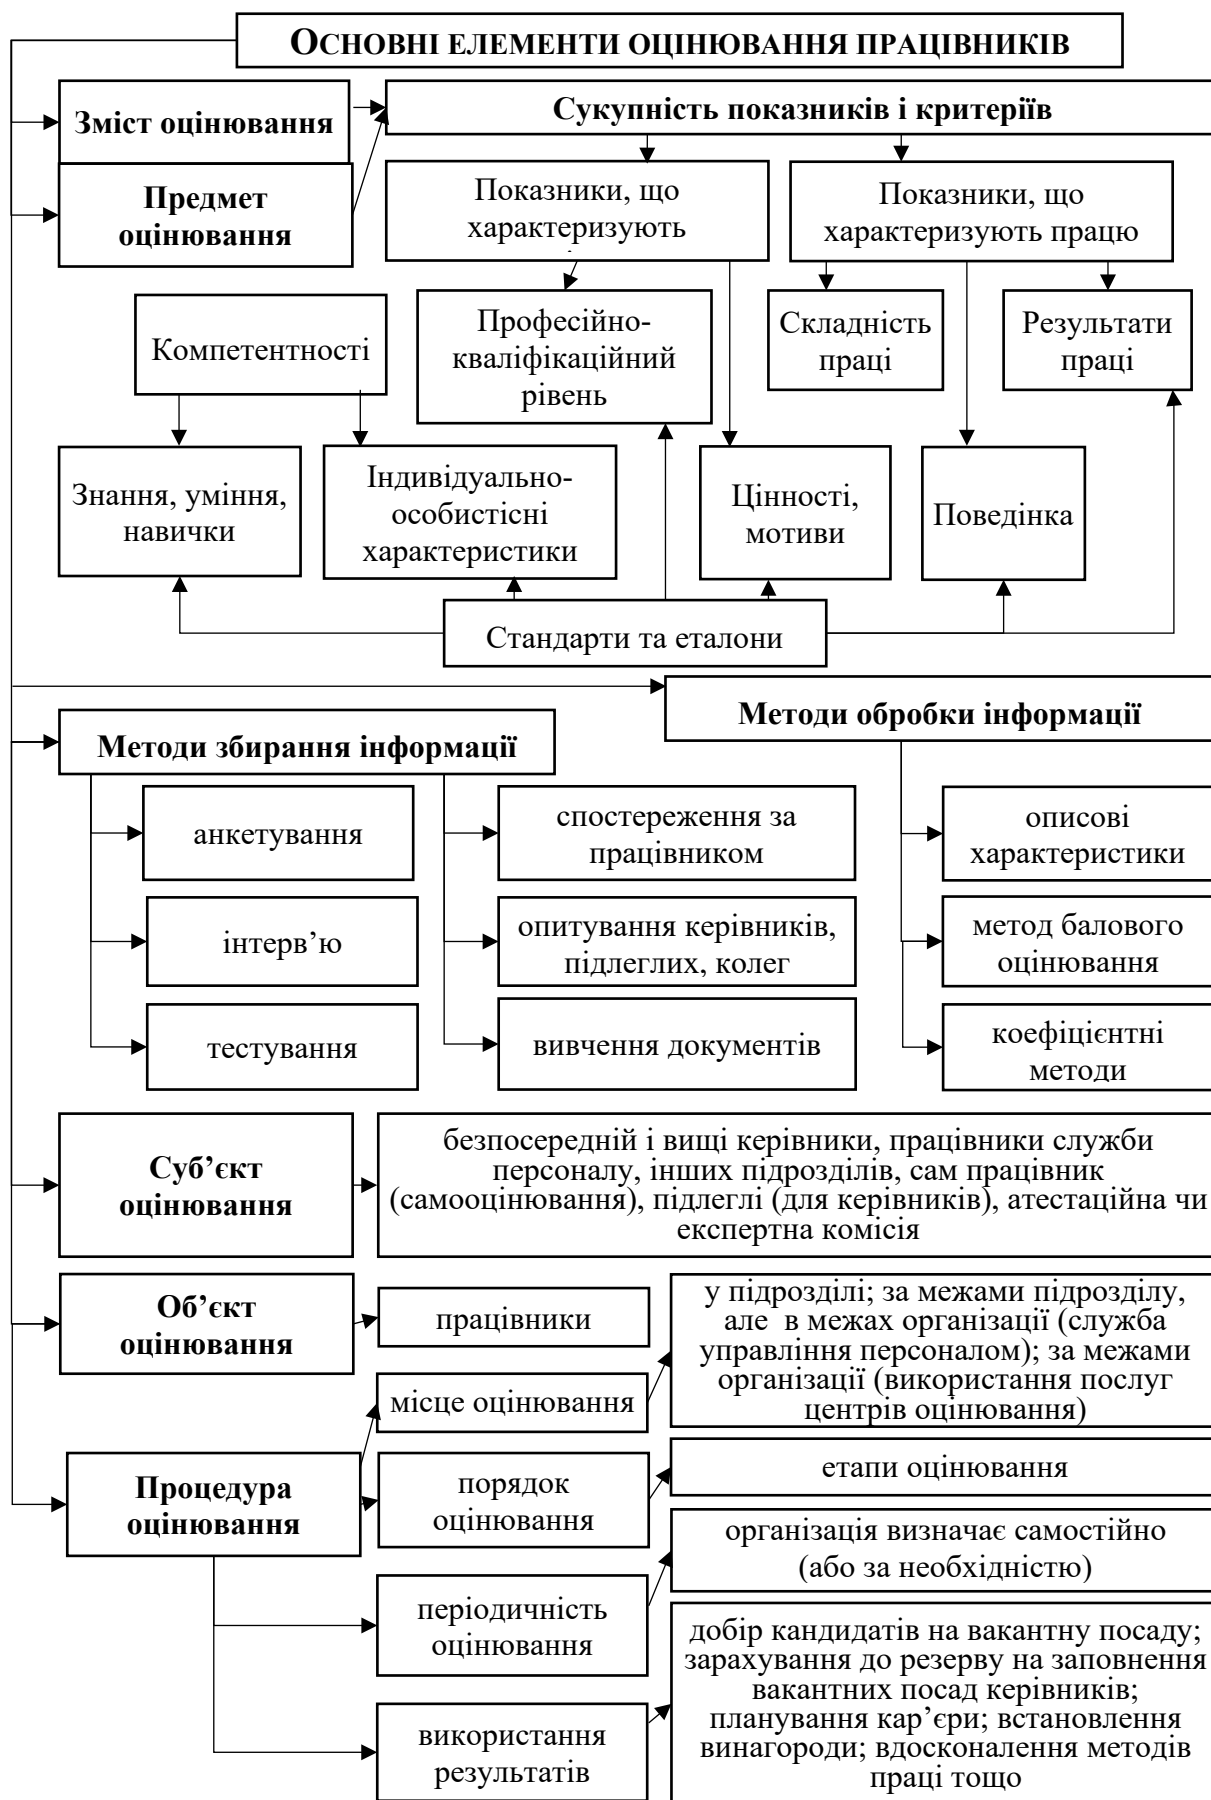 ОСНОВНІ ЕЛЕМЕНТИ ОЦІНЮВАННЯ ПРАЦІВНИКІВ
Зміст оцінювання
Сукупність показників і критеріїв
Предмет
оцінювання
Показники, що
характеризують
Показники, що
характеризують працю
Компетентності
Професійно-
кваліфікаційний
рівень
Складність
праці
Результати
праці
Знання, уміння,
навички
Індивідуально-
особистісні
характеристики
Цінності,
мотиви
Поведінка
Стандарти та еталони
Методи обробки інформації
Методи збирання інформації
анкетування
спостереження за
працівником
описові
характеристики
інтерв’ю
опитування керівників,
підлеглих, колег
метод балового
оцінювання
тестування
вивчення документів
коефіцієнтні
методи
Суб’єкт
оцінювання
безпосередній і вищі керівники, працівники служби
персоналу, інших підрозділів, сам працівник
(самооцінювання), підлеглі (для керівників), атестаційна чи
експертна комісія
Об’єкт
оцінювання
працівники
у підрозділі; за межами підрозділу,
але в межах організації (служба
управління персоналом); за межами
організації (використання послуг
центрів оцінювання)
місце оцінювання
Процедура
оцінювання
порядок
оцінювання
етапи оцінювання
періодичність
оцінювання
організація визначає самостійно
(або за необхідністю)
використання
результатів
добір кандидатів на вакантну посаду;
зарахування до резерву на заповнення
вакантних посад керівників;
планування кар’єри; встановлення
винагороди; вдосконалення методів
праці тощо